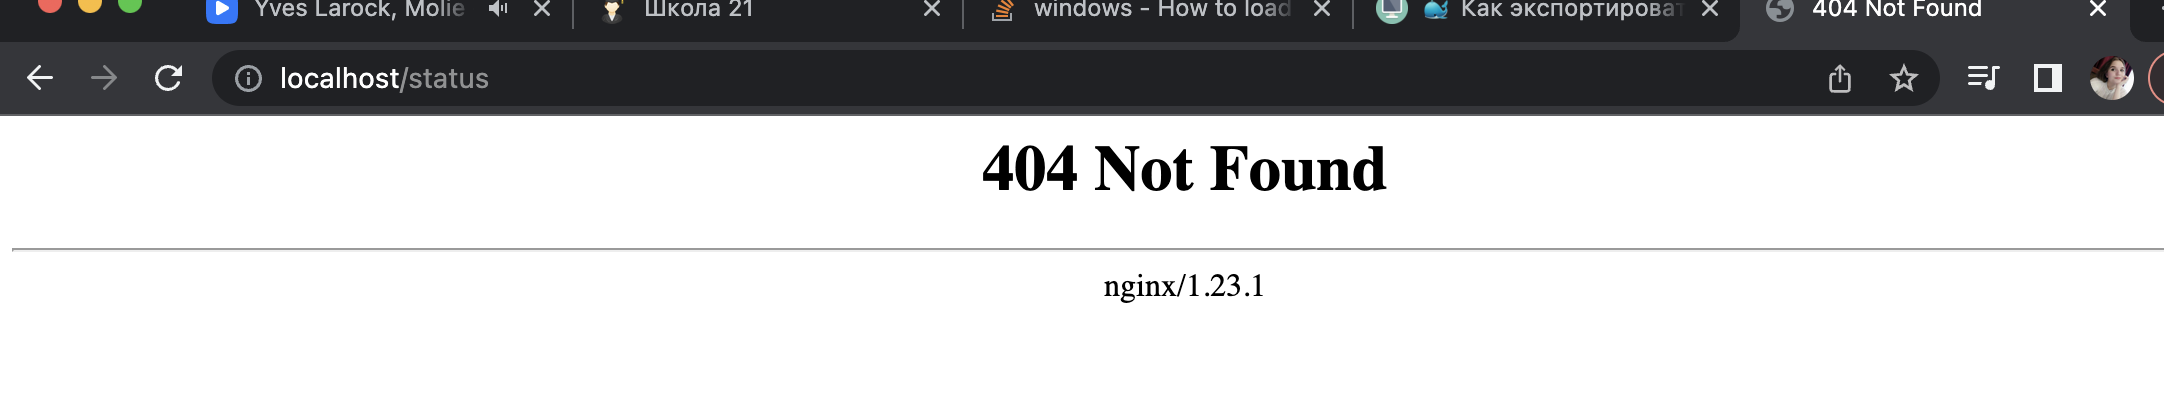 Yves Larock, Molie
Школа 21
windows - How to load
Как экспортироват
404 Not Found
localhost/status
404 Not Found
nginx/1.23.1